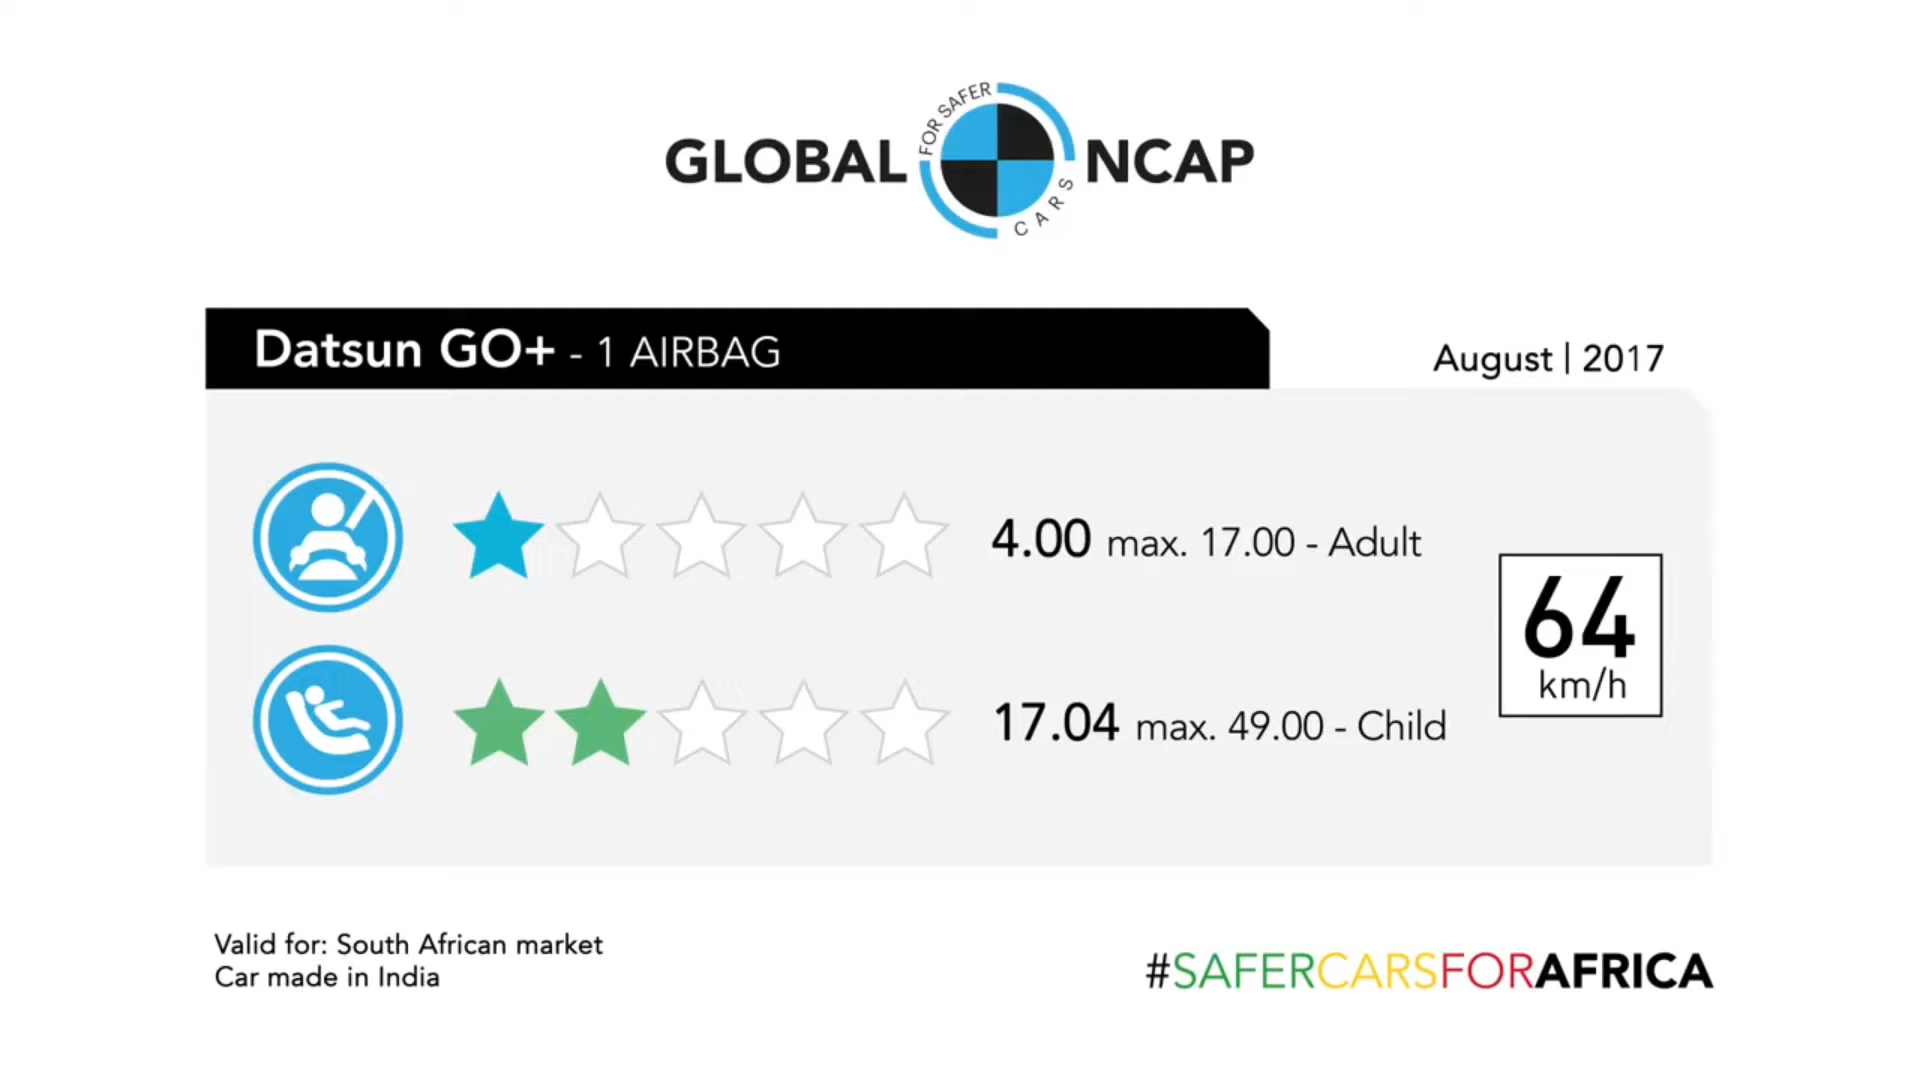 FOR SAFER
GLOBAL NCAP
CARS
Datsun GO+ - 1 AIRBAG
August | 2017
4.00 max. 17.00 - Adult
17.04 max. 49.00 - Child
64
km/h
Valid for: South African market
Car made in India
#SAFERCARSFORAFRICA